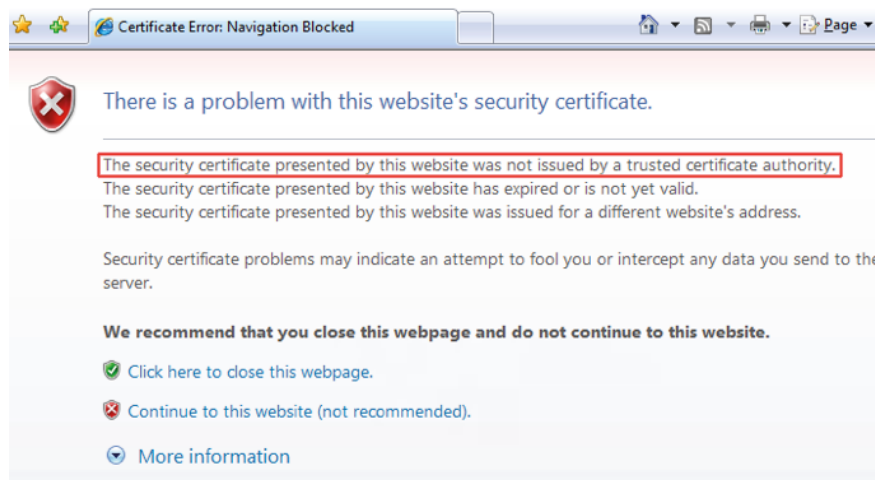 Certificate Error: Navigation Blocked
Page
There is a problem with this website's security certificate.
The security certificate presented by this website was not issued by a trusted certificate authority.
The security certificate presented by this website has expired or is not yet valid.
The security certificate presented by this website was issued for a different website's address.
Security certificate problems may indicate an attempt to fool you or intercept any data you send to the
server.
We recommend that you close this webpage and do not continue to this website.
Click here to close this webpage.
Continue to this website (not recommended).
More information